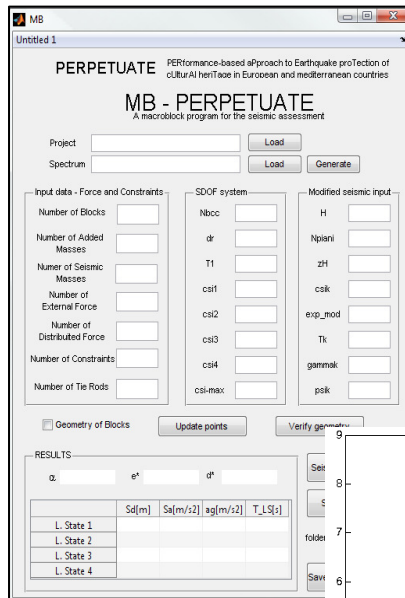 MB
Untitled 1
PERPETUATE PERformance-based aPproach to Earthquake proTection of
cUlturAl heriTage in European and mediterranean countries
MB - PERPETUATE
A macroblock program for the seismic assessment
Project Load
Spectrum Load Generate
Input data - Force and Constraints
Number of Blocks
Number of Added
Masses
Numer of Seismic
Masses
Number of
External Force
Number of
Distributed Force
Number of Constraints
Number of Tie Rods
SDOF system
Nbcc
dr
T1
csi1
csi2
csi3
csi4
csi-max
Modified seismic input
H
Npiani
zH
csik
exp_mod
Tk
gammak
psik
Geometry of Blocks Update points Verify geometry
RESULTS
α e* d*
Sd[m] Sa[m/s2] ag[m/s2] T_LS[s]
L. State 1
L. State 2
L. State 3
L. State 4
Seis
S
folder
Save
9
8
7
6